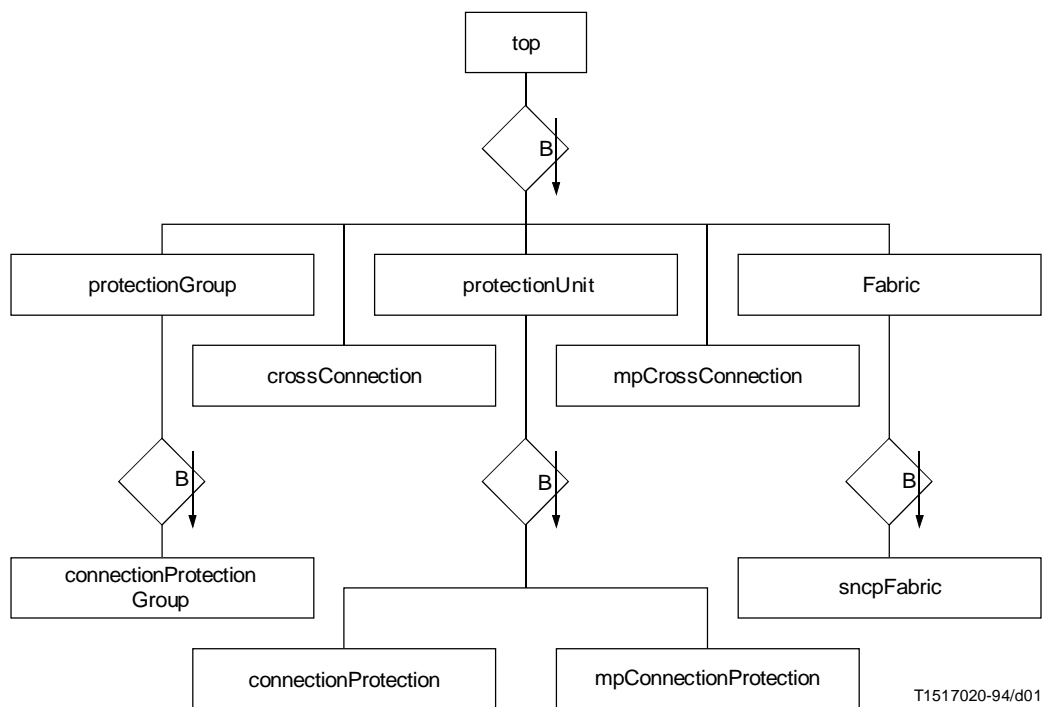 top
B
protectionGroup
protectionUnit
Fabric
crossConnection
mpCrossConnection
B
B
B
connectionProtection
Group
sncpFabric
connectionProtection
mpConnectionProtection
T1517020-94/d01